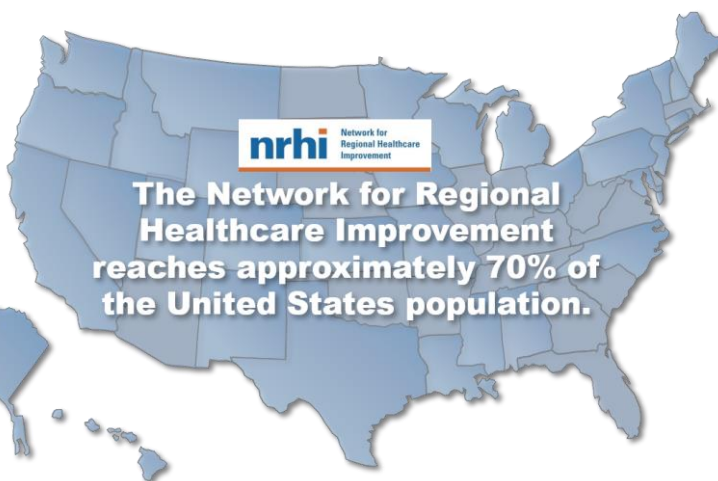 nrhi
Network for
Regional Healthcare
Improvement
The Network for Regional
Healthcare Improvement
reaches approximately 70% of
the United States population.